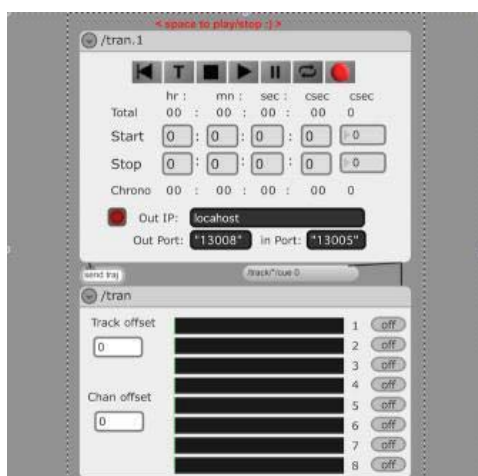 < space to play/stop :) >
/tran.1
T
hr : mn : sec : csec csec
Total 00 : 00 : 00 : 00 0
Start 0 : 0 : 0 : 0 0
Stop 0 : 0 : 0 : 0 0
Chrono 00 : 00 : 00 : 00 0
Out IP: locahost
Out Port: "13008" in Port: "13005"
send traj /track/*/cue 0
/tran
Track offset
0
Chan offset
0
1 off
2 off
3 off
4 off
5 off
6 off
7 off
8 off